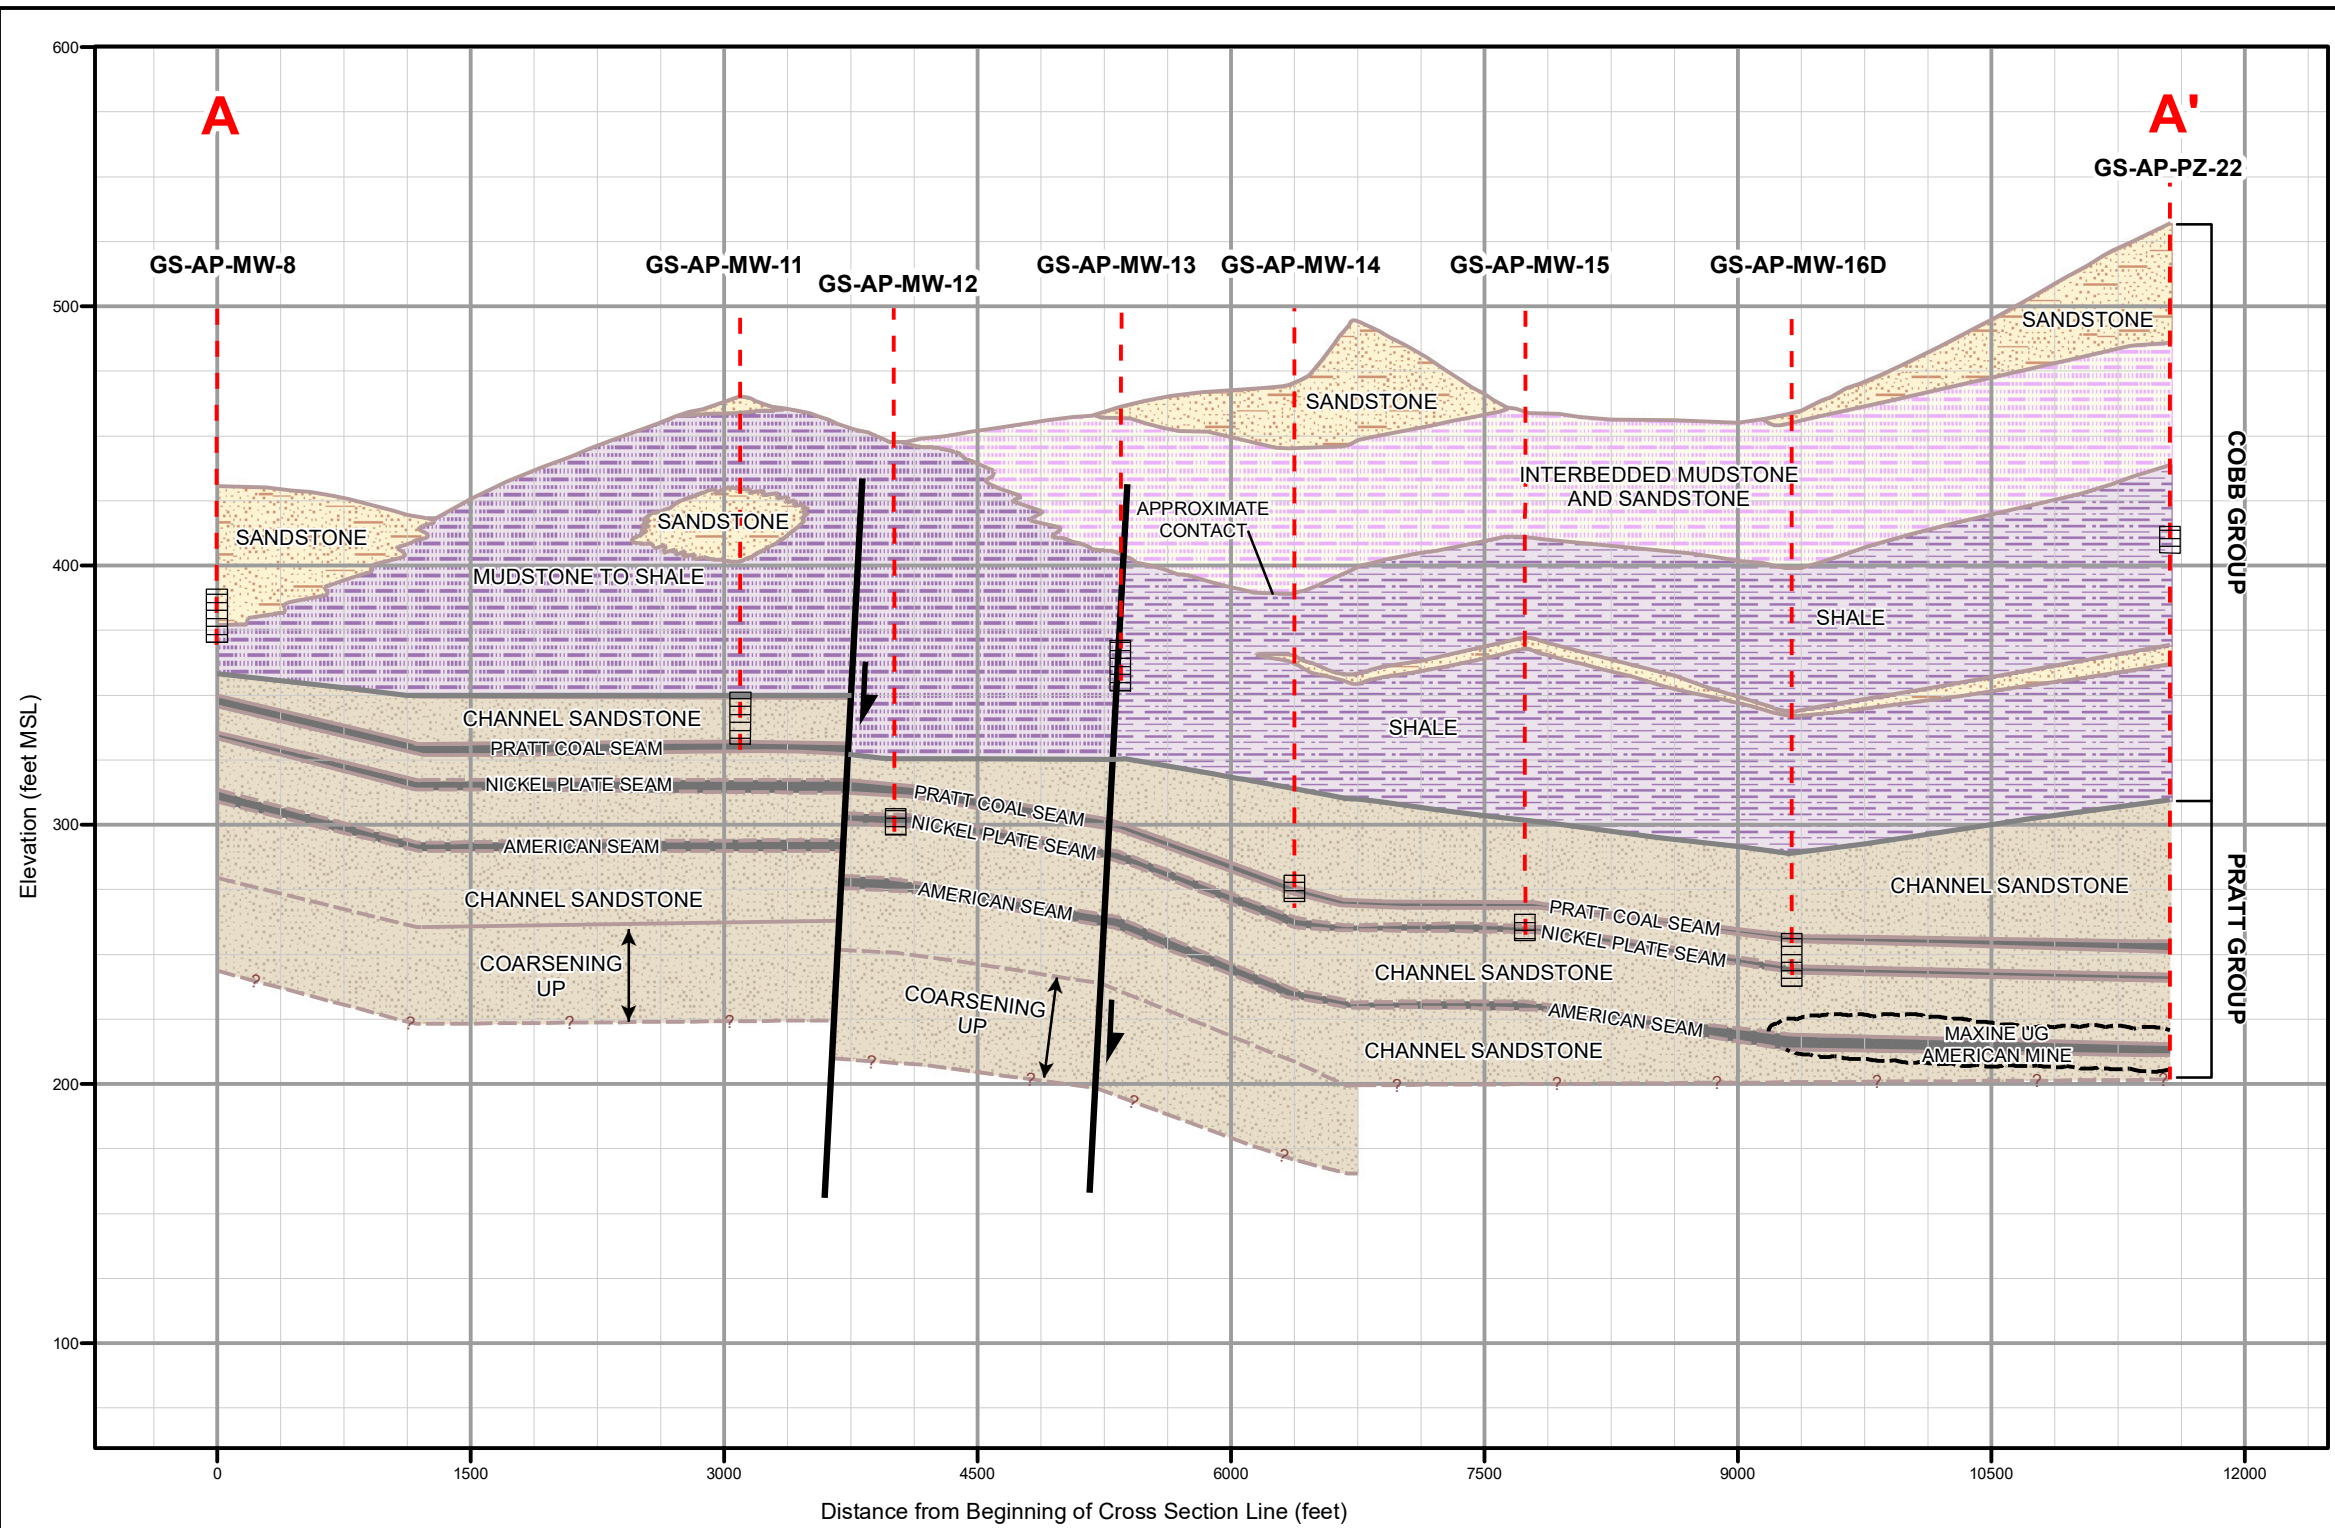 600
A
A'
GS-AP-PZ-22
GS-AP-MW-8
GS-AP-MW-11
GS-AP-MW-12
GS-AP-MW-13
GS-AP-MW-14
GS-AP-MW-15
GS-AP-MW-16D
500
SANDSTONE
SANDSTONE
INTERBEDDED MUDSTONE
AND SANDSTONE
COBB GROUP
SANDSTONE
SANDSTONE
APPROXIMATE
CONTACT
400
MUDSTONE TO SHALE
SHALE
CHANNEL SANDSTONE
SHALE
PRATT COAL SEAM
NICKEL PLATE SEAM
PRATT COAL SEAM
300
NICKEL PLATE SEAM
AMERICAN SEAM
Elevation (feet MSL)
CHANNEL SANDSTONE
AMERICAN SEAM
CHANNEL SANDSTONE
PRATT COAL SEAM
NICKEL PLATE SEAM
PRATT GROUP
COARSENING
UP
CHANNEL SANDSTONE
?
COARSENING
UP
AMERICAN SEAM
? ? ?
MAXINE UG
AMERICAN MINE
CHANNEL SANDSTONE
? ?
200
? ? ? ? ? ?
?
?
100
0 1500 3000 4500 6000 7500 9000 10500 12000
Distance from Beginning of Cross Section Line (feet)